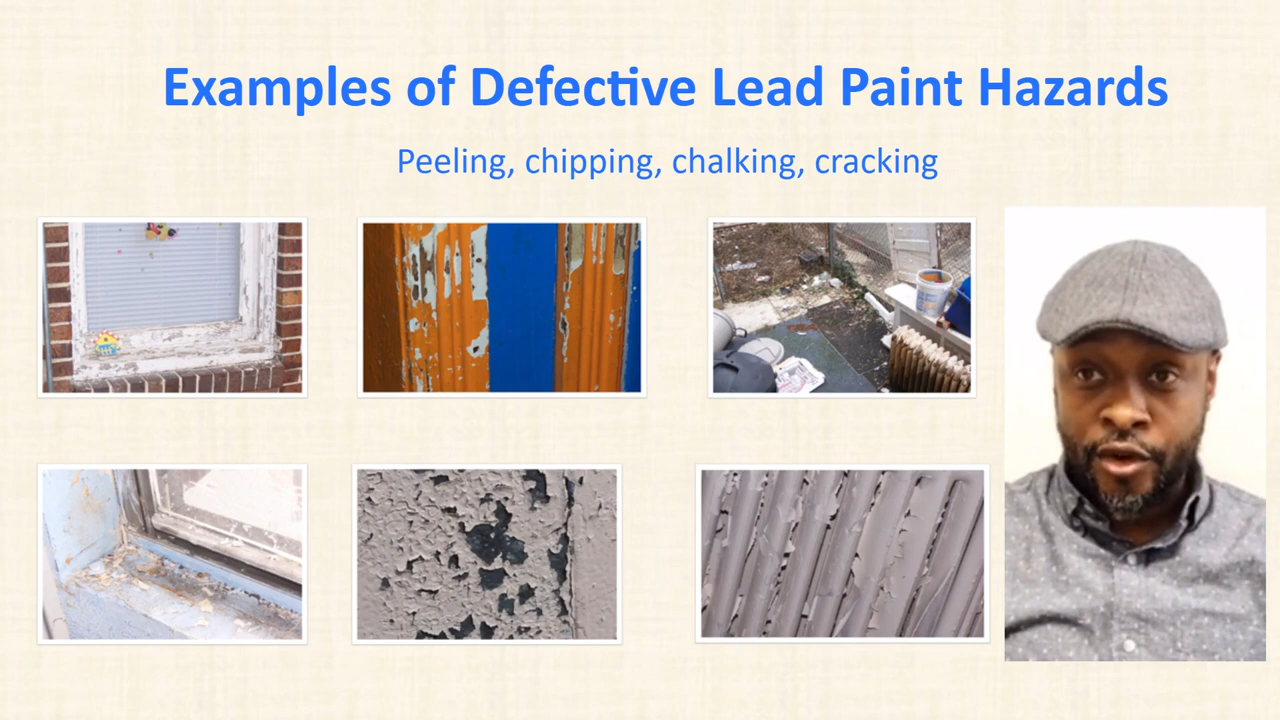 Examples of Defective Lead Paint Hazards
Peeling, chipping, chalking, cracking